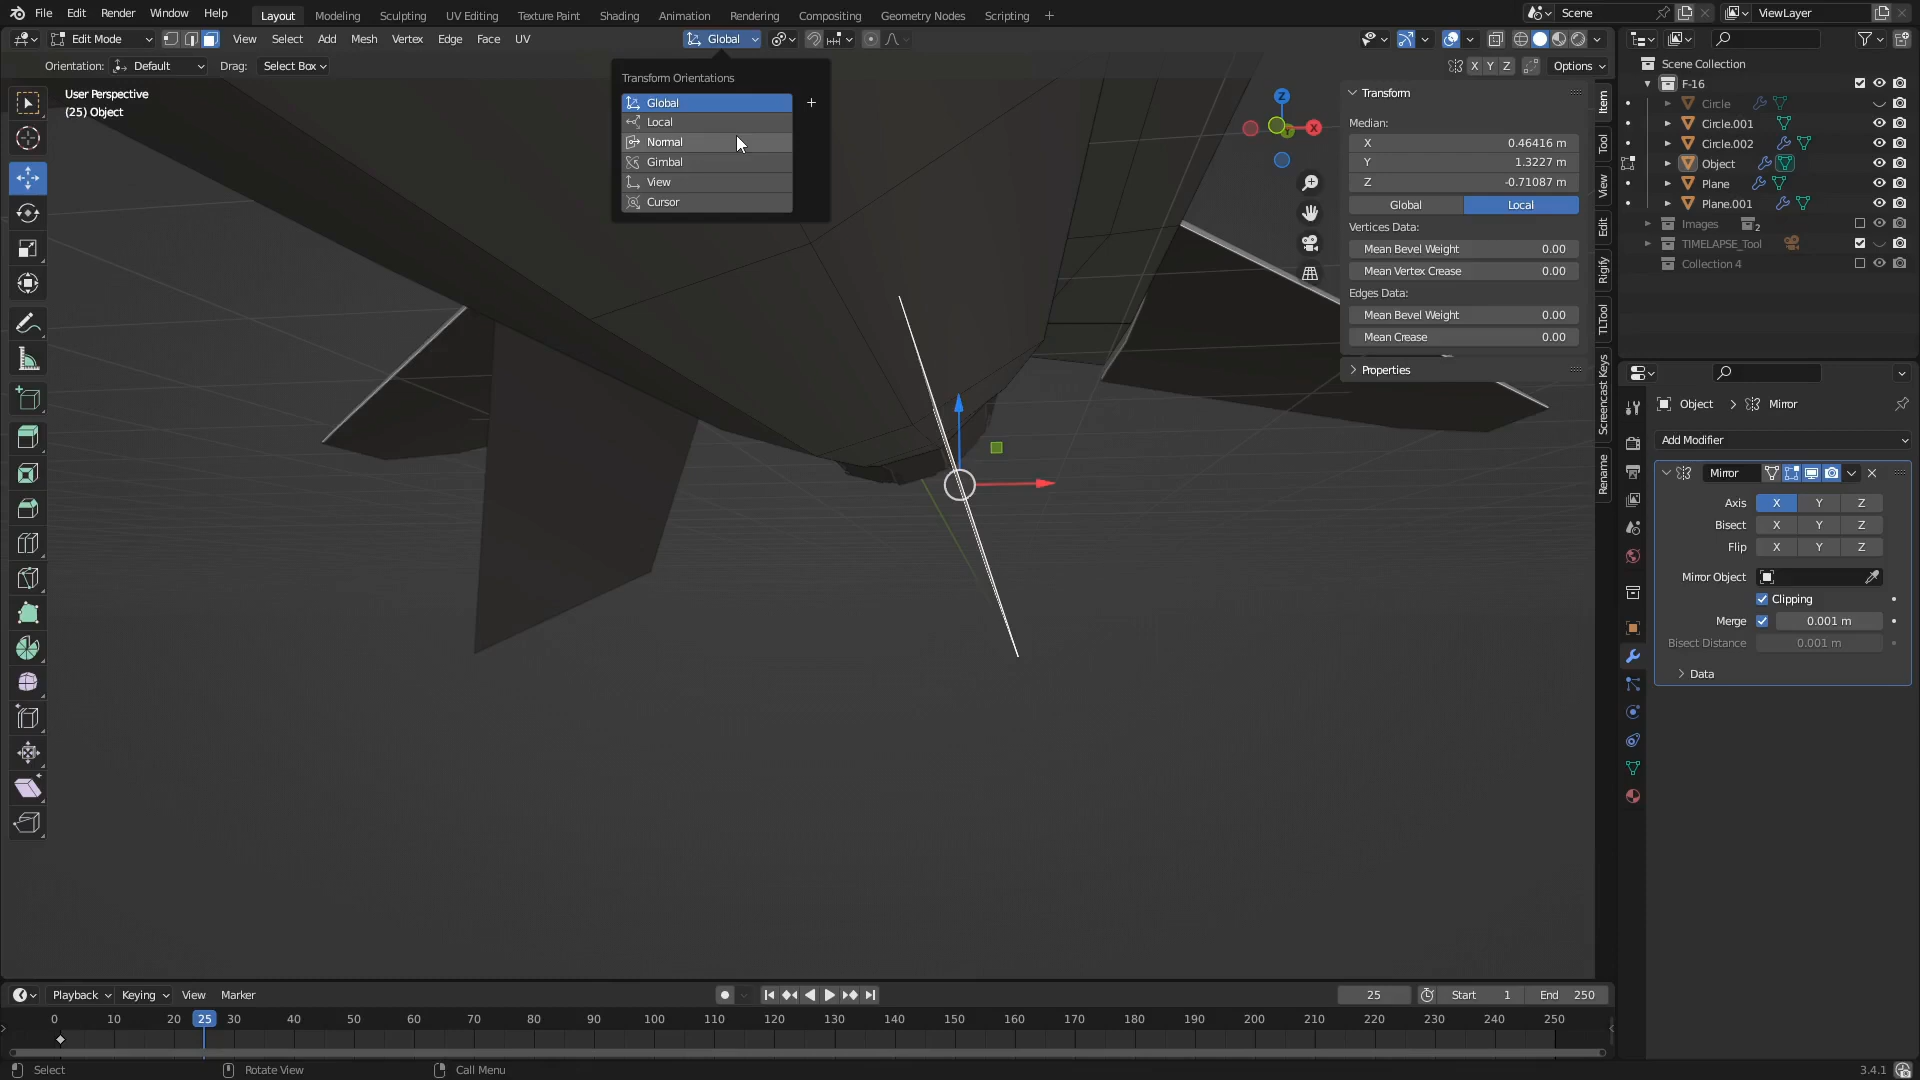 File Edit Render Window Help Layout Modeling Sculpting UV Editing Texture Paint Shading Animation Rendering Compositing Geometry Nodes Scripting + Scene ViewLayer
Edit Mode View Select Add Mesh Vertex Edge Face UV Global
Orientation: Default Drag: Select Box X Y Z Options
User Perspective
(25) Object
Transform Orientations
Global +
Local
Normal
Gimbal
View
Cursor
Z
X
Transform
Median:
X 0.46416 m
Y 1.3227 m
Z -0.71087 m
Global Local
Vertices Data:
Mean Bevel Weight 0.00
Mean Vertex Crease 0.00
Edges Data:
Mean Bevel Weight 0.00
Mean Crease 0.00
Properties
Item
Tool
View
Edit
Rigify
TLTool
Screencast Keys
Rename
Scene Collection
F-16
Circle
Circle.001
Circle.002
Object
Plane
Plane.001
Images 2
TIMELAPSE_Tool
Collection 4
Object > Mirror
Add Modifier
Mirror
Axis X Y Z
Bisect X Y Z
Flip X Y Z
Mirror Object
Clipping
Merge 0.001 m
Bisect Distance 0.001 m
Data
Playback Keying View Marker 25 Start 1 End 250
0 10 20 25 30 40 50 60 70 80 90 100 110 120 130 140 150 160 170 180 190 200 210 220 230 240 250
Select Rotate View Call Menu 3.4.1